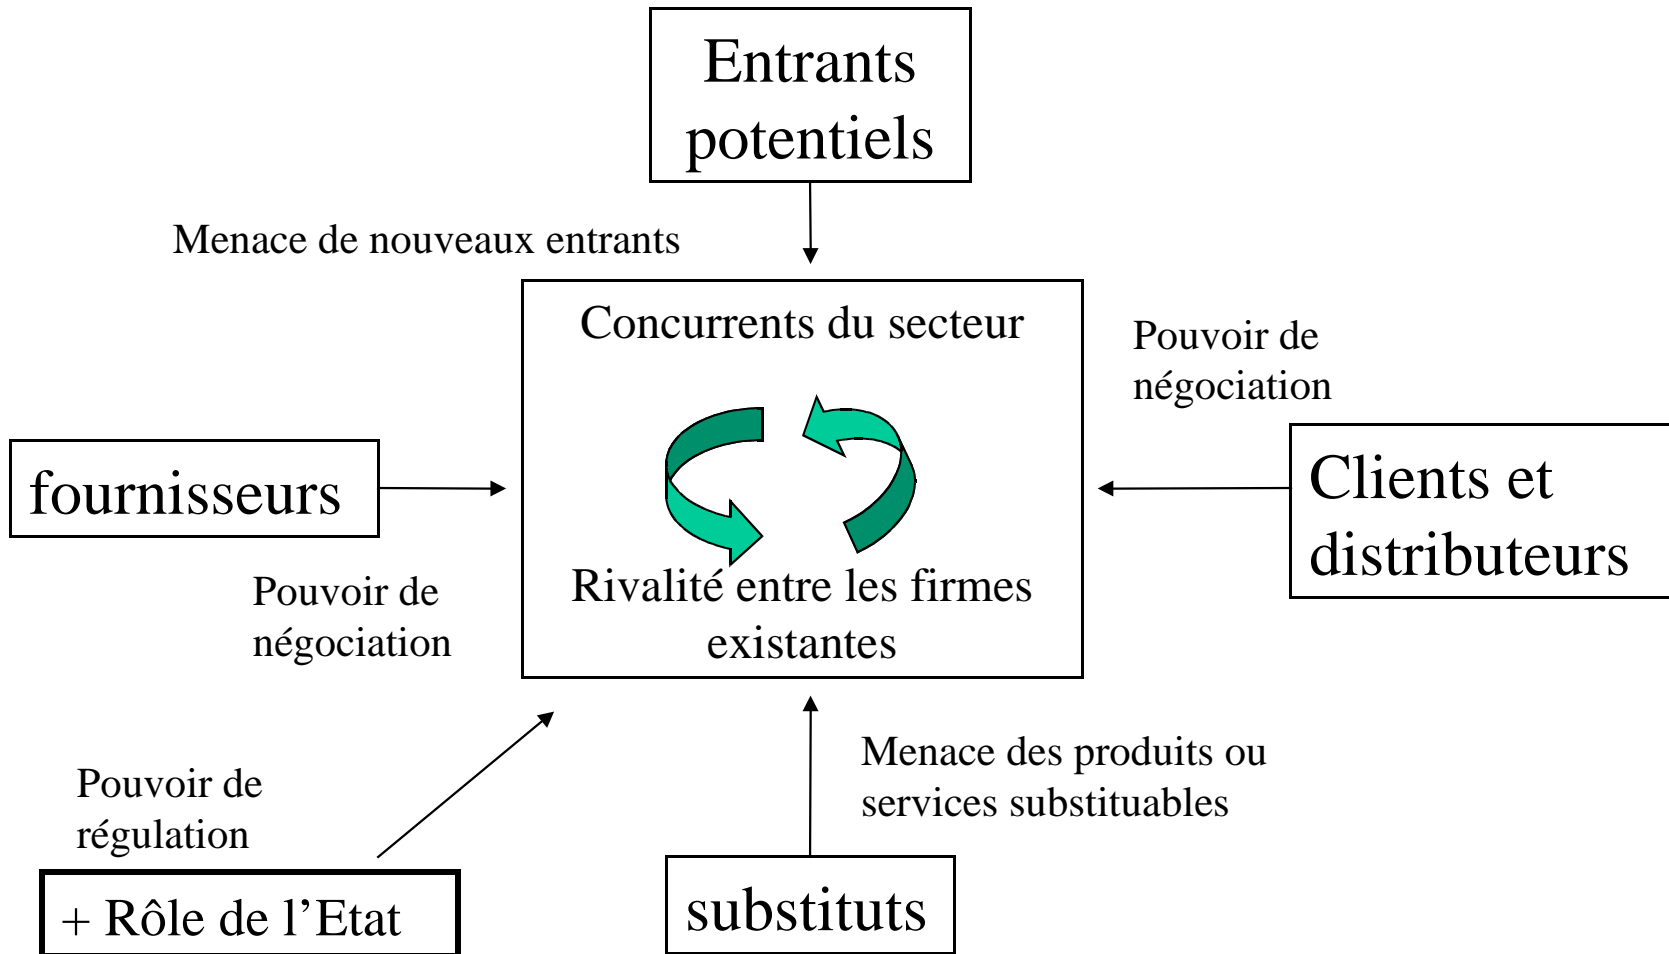 Entrants
potentiels
Menace de nouveaux entrants
Concurrents du secteur
Pouvoir de
négociation
fournisseurs
Clients et
distributeurs
Pouvoir de
négociation
Rivalité entre les firmes
existantes
Pouvoir de
régulation
Menace des produits ou
services substituables
+ Rôle de l’Etat
substituts